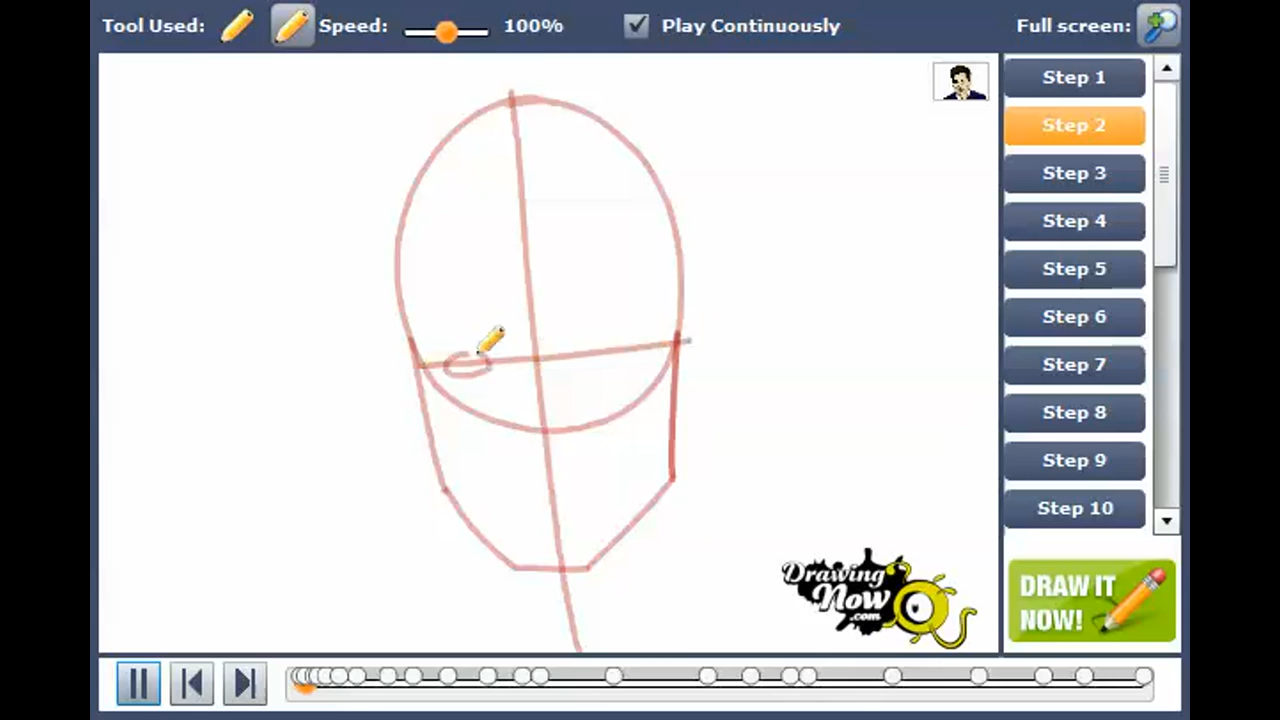 Tool Used: Speed: 100% Play Continuously Full screen:
Step 1
Step 2
Step 3
Step 4
Step 5
Step 6
Step 7
Step 8
Step 9
Step 10
Drawing
Now
.com
DRAW IT
NOW!